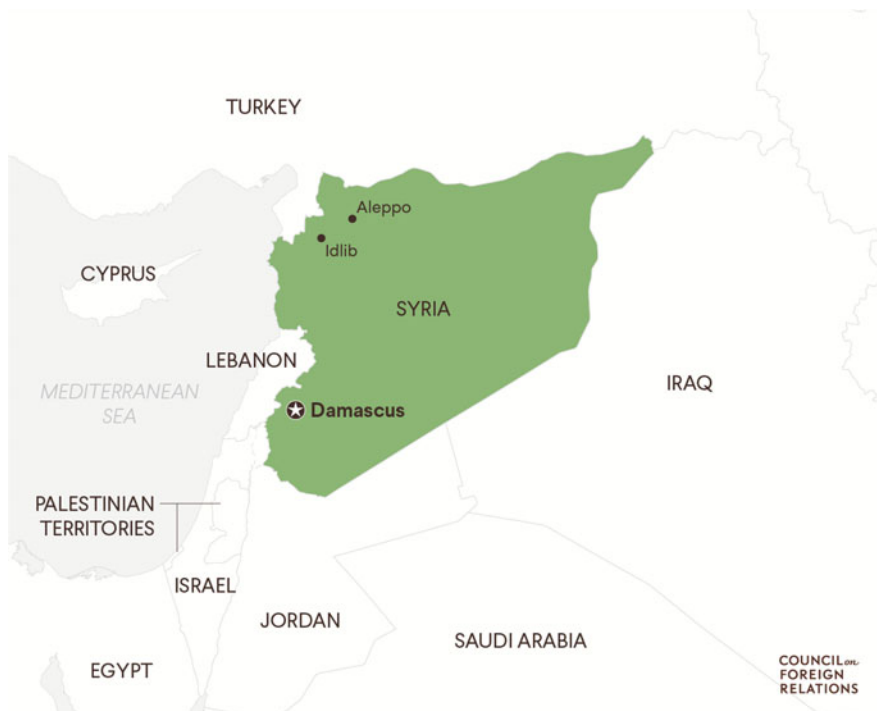 TURKEY
Aleppo
Idlib
CYPRUS
SYRIA
LEBANON
IRAQ
MEDITERRANEAN
SEA
Damascus
PALESTINIAN
TERRITORIES
ISRAEL
JORDAN
SAUDI ARABIA
EGYPT
COUNCIL on
FOREIGN
RELATIONS